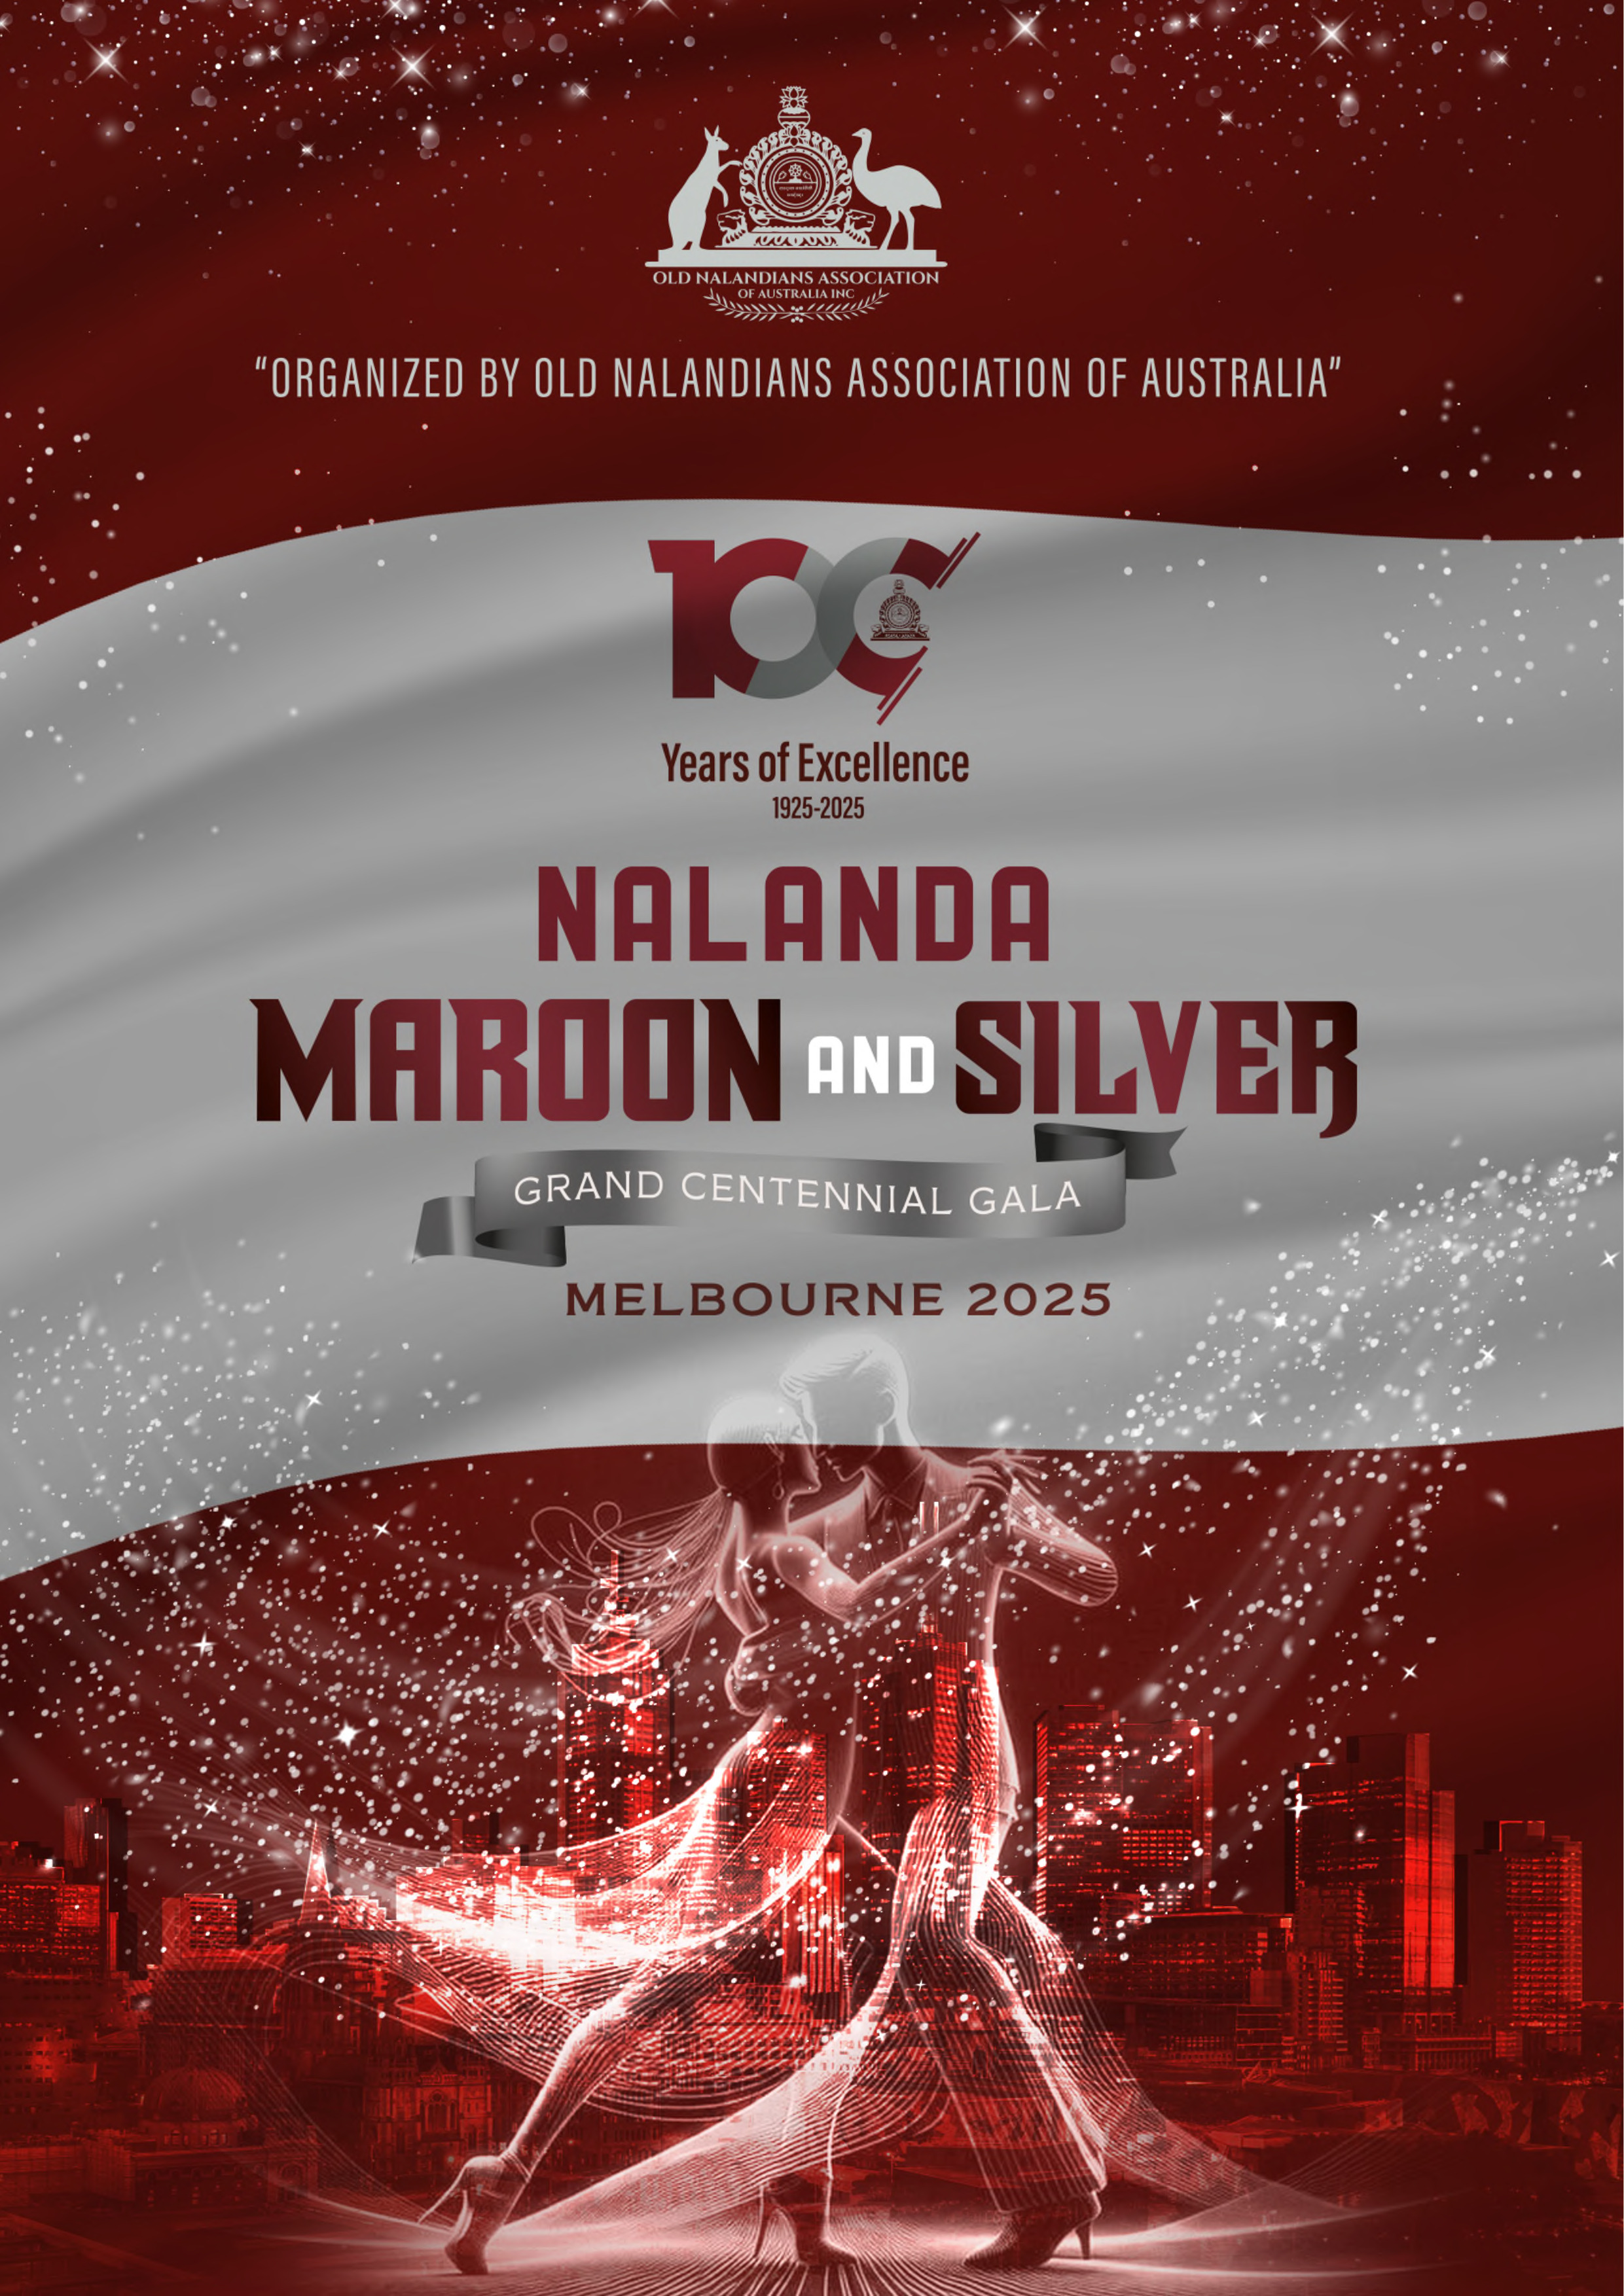 OLD NALANDIANS ASSOCIATION
OF AUSTRALIA INC
“ORGANIZED BY OLD NALANDIANS ASSOCIATION OF AUSTRALIA”
100
Years of Excellence
1925-2025
NALANDA
MAROON AND SILVER
GRAND CENTENNIAL GALA
MELBOURNE 2025